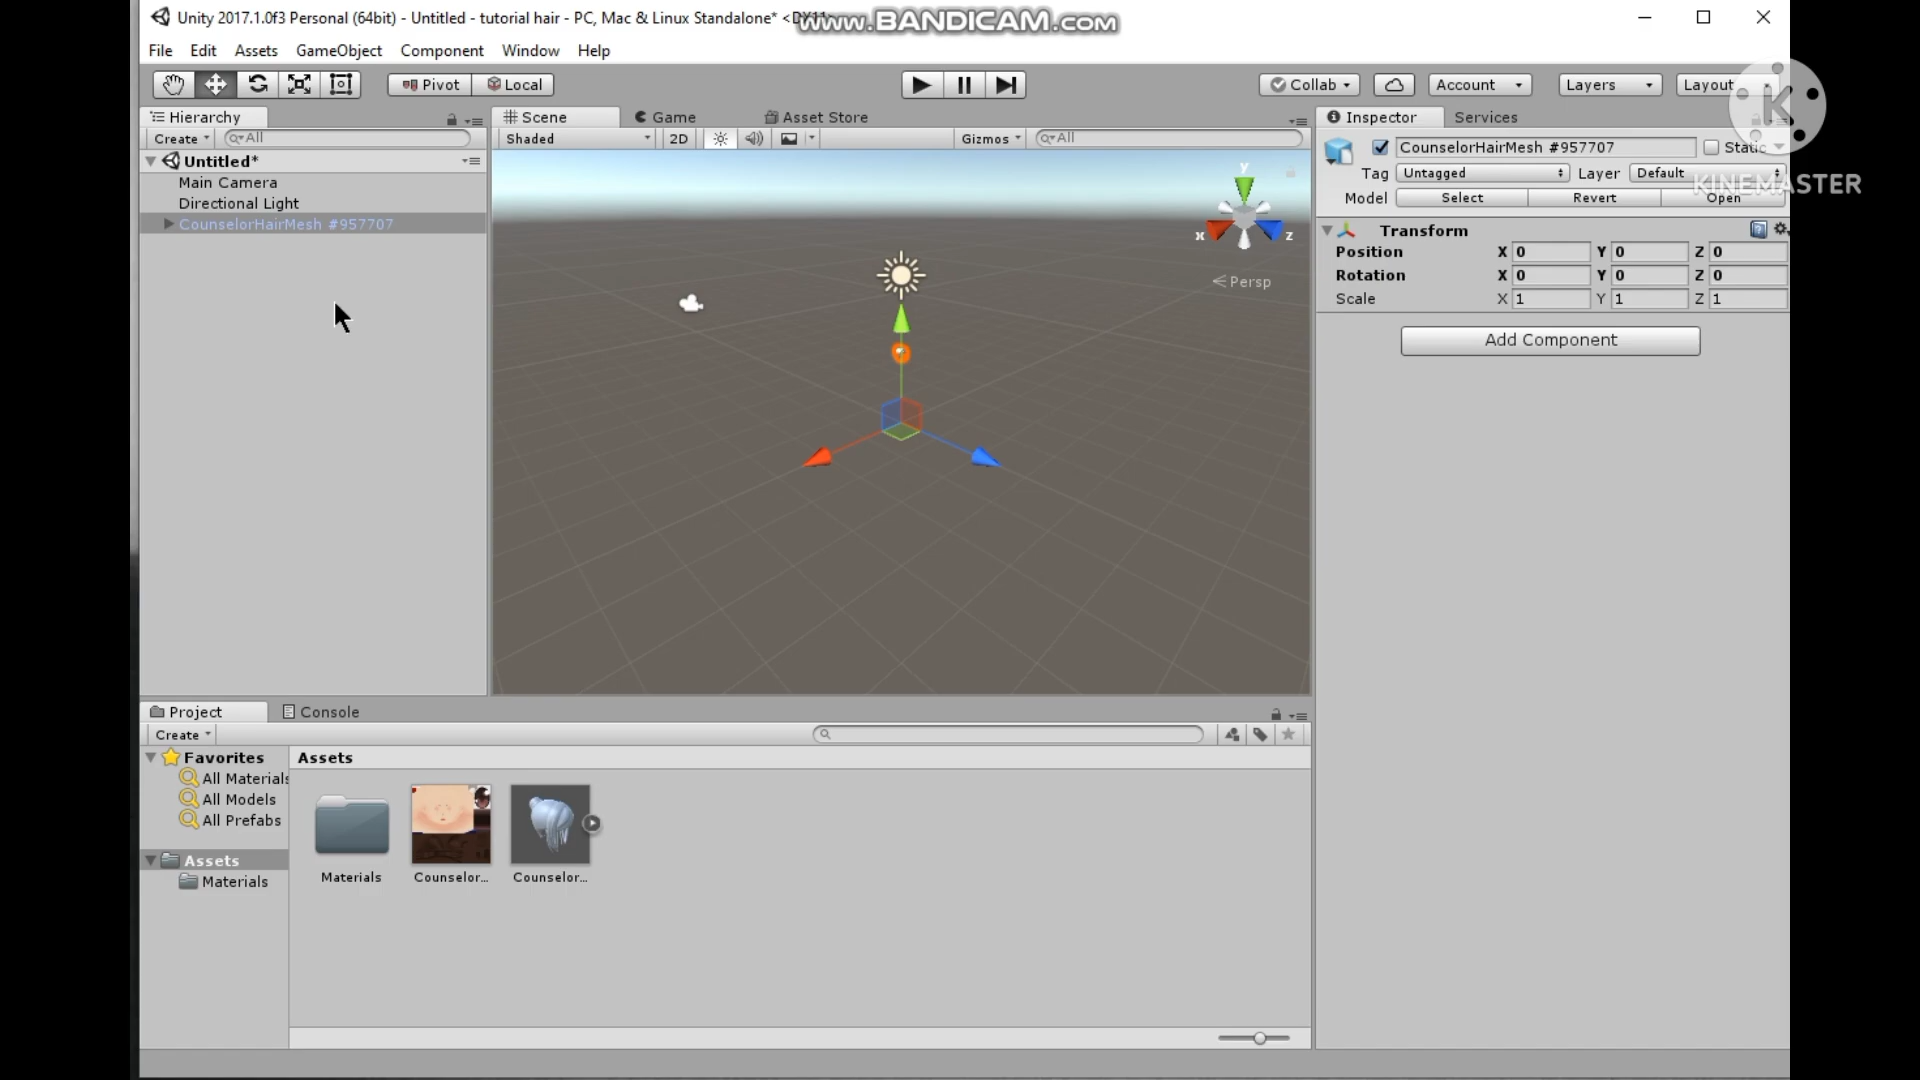 Unity 2017.1.0f3 Personal (64bit) - Untitled - tutorial hair - PC, Mac & Linux Standalone*
www.BANDICAM.com
File Edit Assets GameObject Component Window Help
Pivot Local Collab Account Layers Layout
K
KINEMASTER
Hierarchy
Create All
Untitled*
Main Camera
Directional Light
CounselorHairMesh #957707
Scene Game Asset Store
Shaded 2D Gizmos All
y
x z
Persp
Inspector Services
CounselorHairMesh #957707 Static
Tag Untagged Layer Default
Model Select Revert Open
Transform
Position X 0 Y 0 Z 0
Rotation X 0 Y 0 Z 0
Scale X 1 Y 1 Z 1
Add Component
Project Console
Create
Favorites
All Materials
All Models
All Prefabs
Assets
Materials
Assets
Materials Counselor... Counselor...